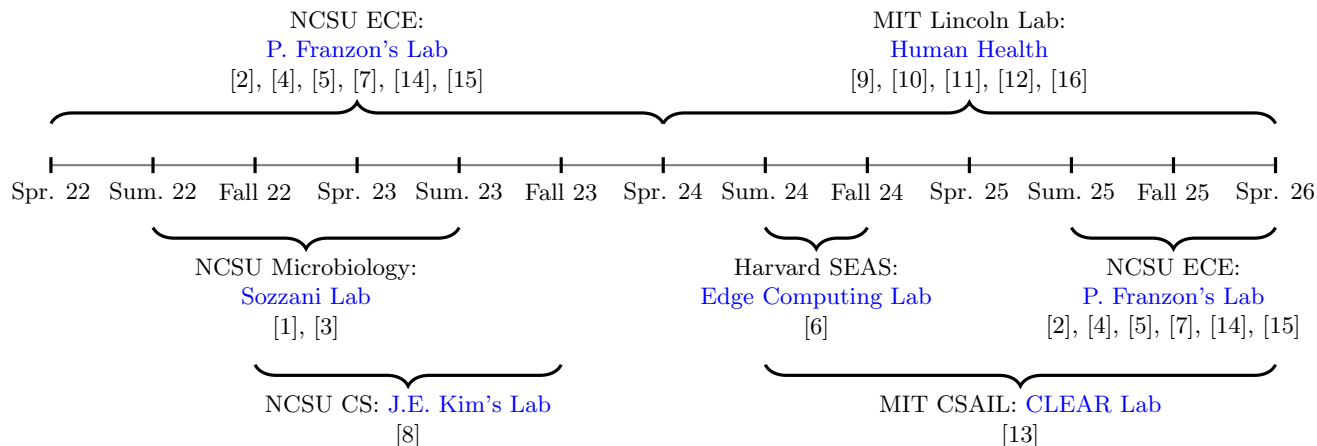 NCSU ECE:
P. Franzon's Lab
[2], [4], [5], [7], [14], [15]
MIT Lincoln Lab:
Human Health
[9], [10], [11], [12], [16]
Spr. 22 Sum. 22 Fall 22 Spr. 23 Sum. 23 Fall 23 Spr. 24 Sum. 24 Fall 24 Spr. 25 Sum. 25 Fall 25 Spr. 26
NCSU Microbiology:
Sozzani Lab
[1], [3]
Harvard SEAS:
Edge Computing Lab
[6]
NCSU ECE:
P. Franzon's Lab
[2], [4], [5], [7], [14], [15]
NCSU CS: J.E. Kim's Lab
[8]
MIT CSAIL: CLEAR Lab
[13]